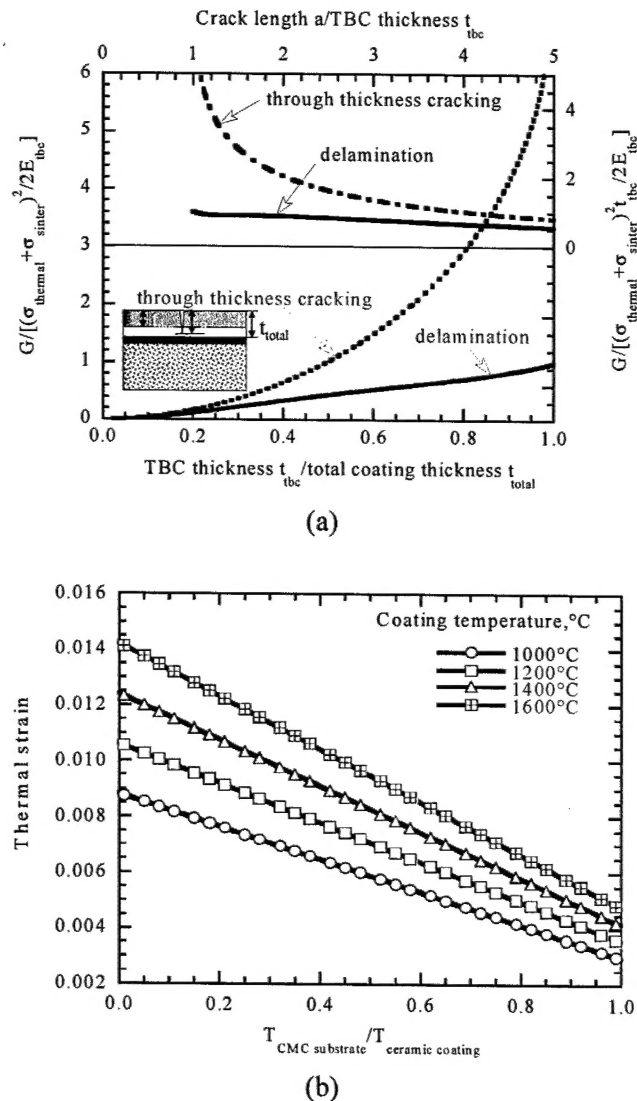 Crack length a/TBC thickness t_tbc
0 1 2 3 4 5
6
5
4
3
2
1
0
4
2
0
through thickness cracking
delamination
through thickness cracking
t_total
delamination
G/[(σ_thermal+σ_sinter)²/2E_tbc]
G/[(σ_thermal+σ_sinter)²t_tbc/2E_tbc]
0.0 0.2 0.4 0.6 0.8 1.0
TBC thickness t_tbc/total coating thickness t_total
(a)
0.016
0.014
0.012
0.010
0.008
0.006
0.004
0.002
Thermal strain
Coating temperature,°C
1000°C
1200°C
1400°C
1600°C
0.0 0.2 0.4 0.6 0.8 1.0
T_CMC substrate/T_ceramic coating
(b)